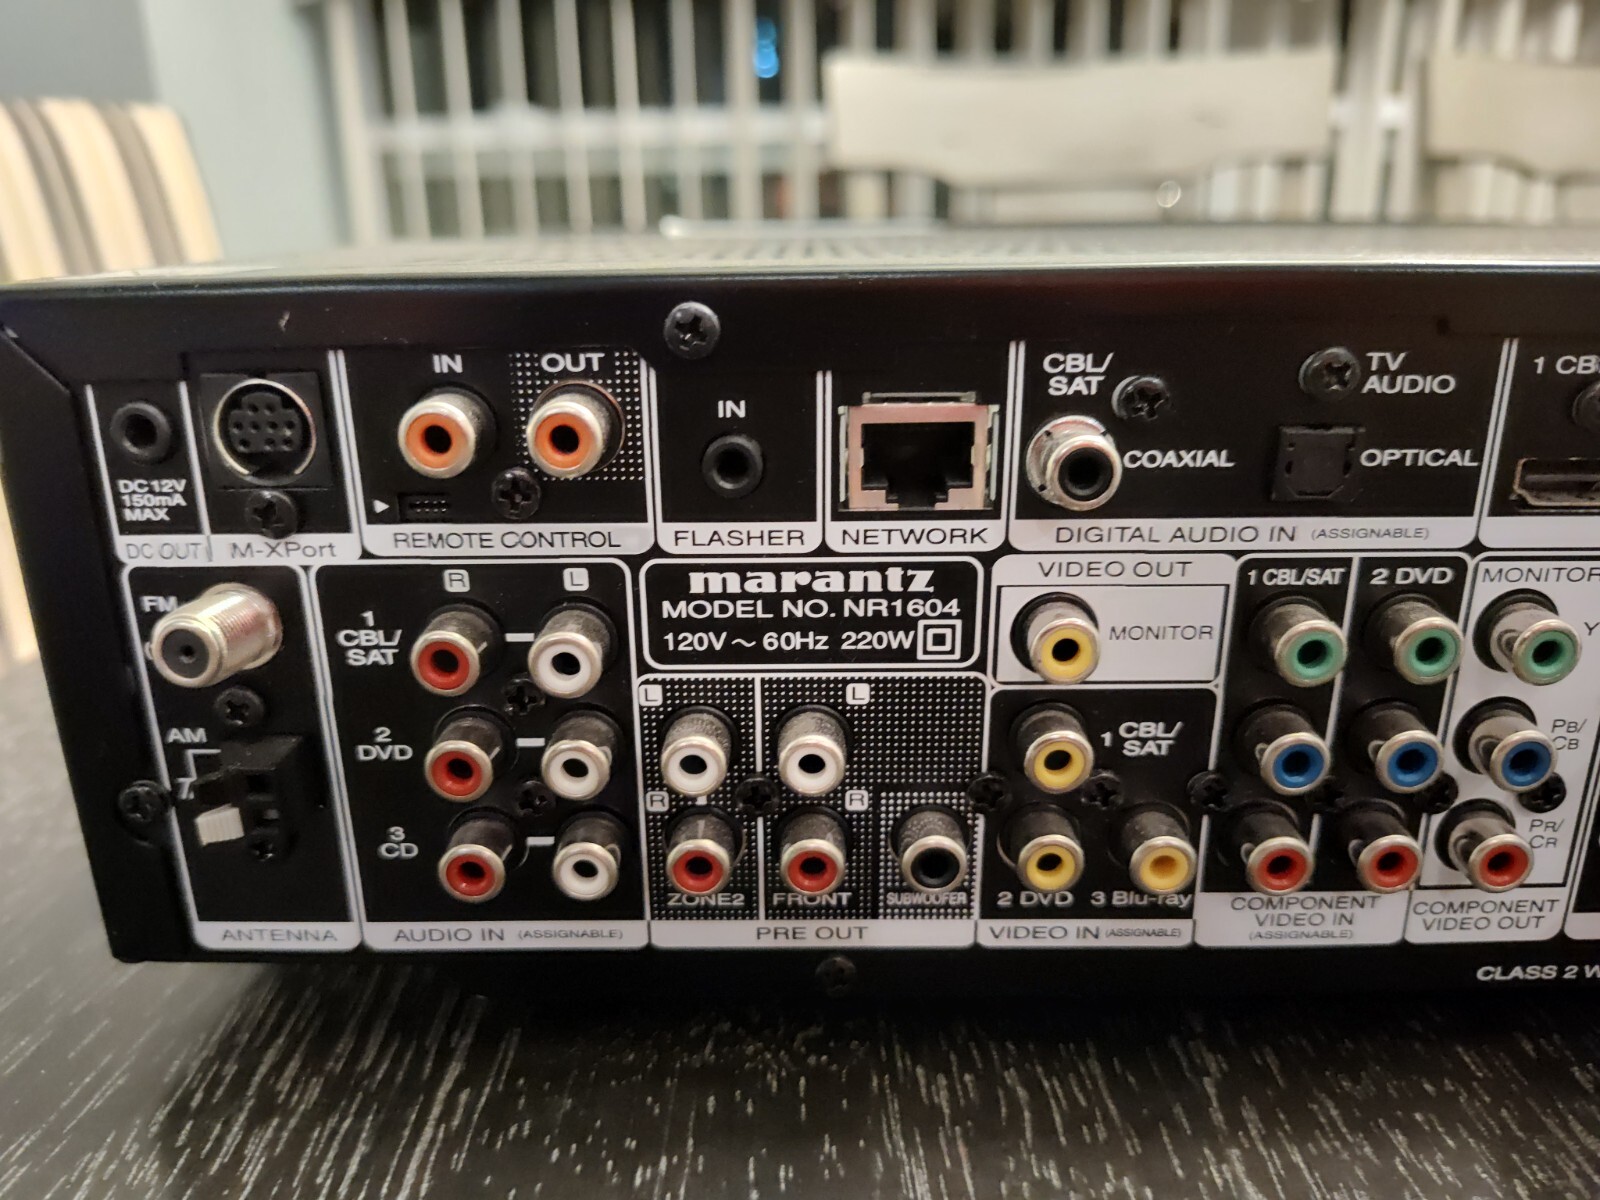 IN
OUT
IN
CBL/
SAT
COAXIAL
TV
AUDIO
OPTICAL
DC 12V
150mA
MAX
DC OUT
M-XPort
REMOTE CONTROL
FLASHER
NETWORK
DIGITAL AUDIO IN (ASSIGNABLE)
1
FM
AM
ANTENNA
R
L
1
CBL/
SAT
2
DVD
3
CD
AUDIO IN (ASSIGNABLE)
marantz
MODEL NO. NR1604
120V ~ 60Hz 220W
L
L
R
R
ZONE2
FRONT
SUBWOOFER
PRE OUT
VIDEO OUT
MONITOR
1 CBL/
SAT
2 DVD
3 Blu-ray
VIDEO IN (ASSIGNABLE)
1 CBL/SAT
2 DVD
COMPONENT
VIDEO IN
(ASSIGNABLE)
MONITOR
Y
PB/
CB
PR/
CR
COMPONENT
VIDEO OUT
CLASS 2